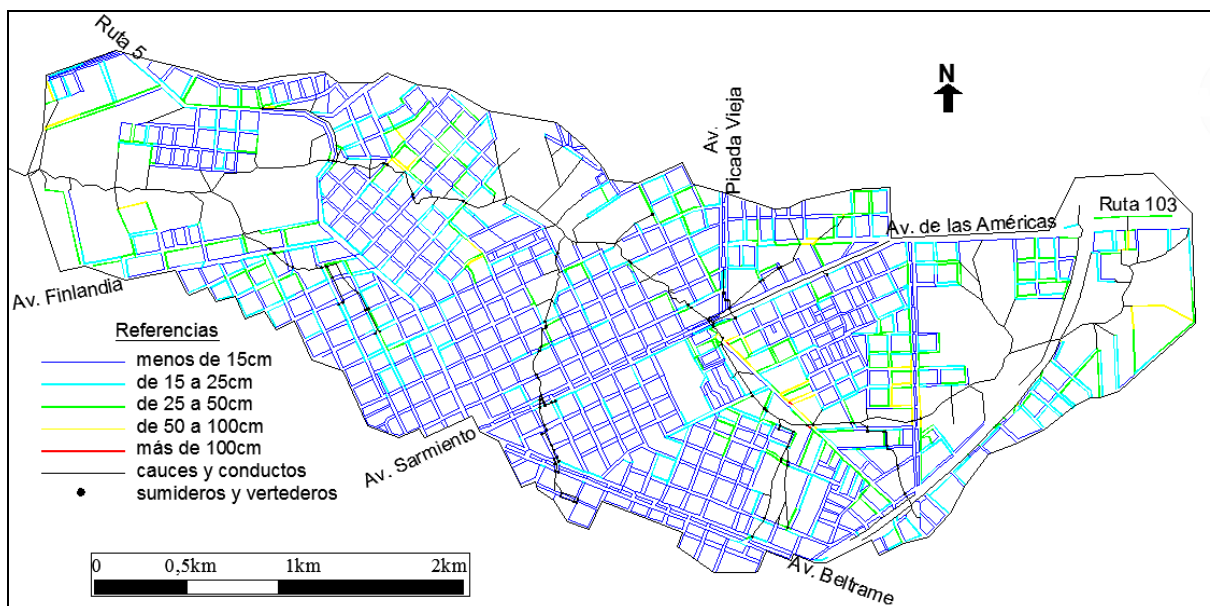 Ruta 5
N
Av.
Picada Vieja
Ruta 103
Av. de las Américas
Av. Finlandia
Referencias
menos de 15cm
de 15 a 25cm
de 25 a 50cm
de 50 a 100cm
más de 100cm
cauces y conductos
sumideros y vertederos
Av. Sarmiento
Av. Beltrame
0 0,5km 1km 2km